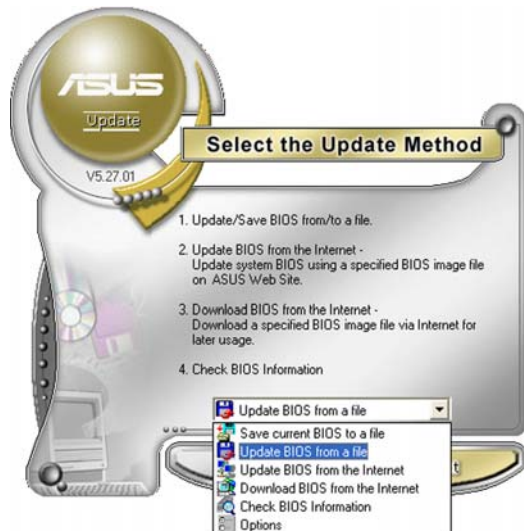 ASUS
Update
V5.27.01
Select the Update Method
1. Update/Save BIOS from/to a file.
2. Update BIOS from the Internet -
Update system BIOS using a specified BIOS image file
on ASUS Web Site.
3. Download BIOS from the Internet -
Download a specified BIOS image file via Internet for
later usage.
4. Check BIOS Information
Update BIOS from a file
Save current BIOS to a file
Update BIOS from a file
Update BIOS from the Internet
Download BIOS from the Internet
Check BIOS Information
Options